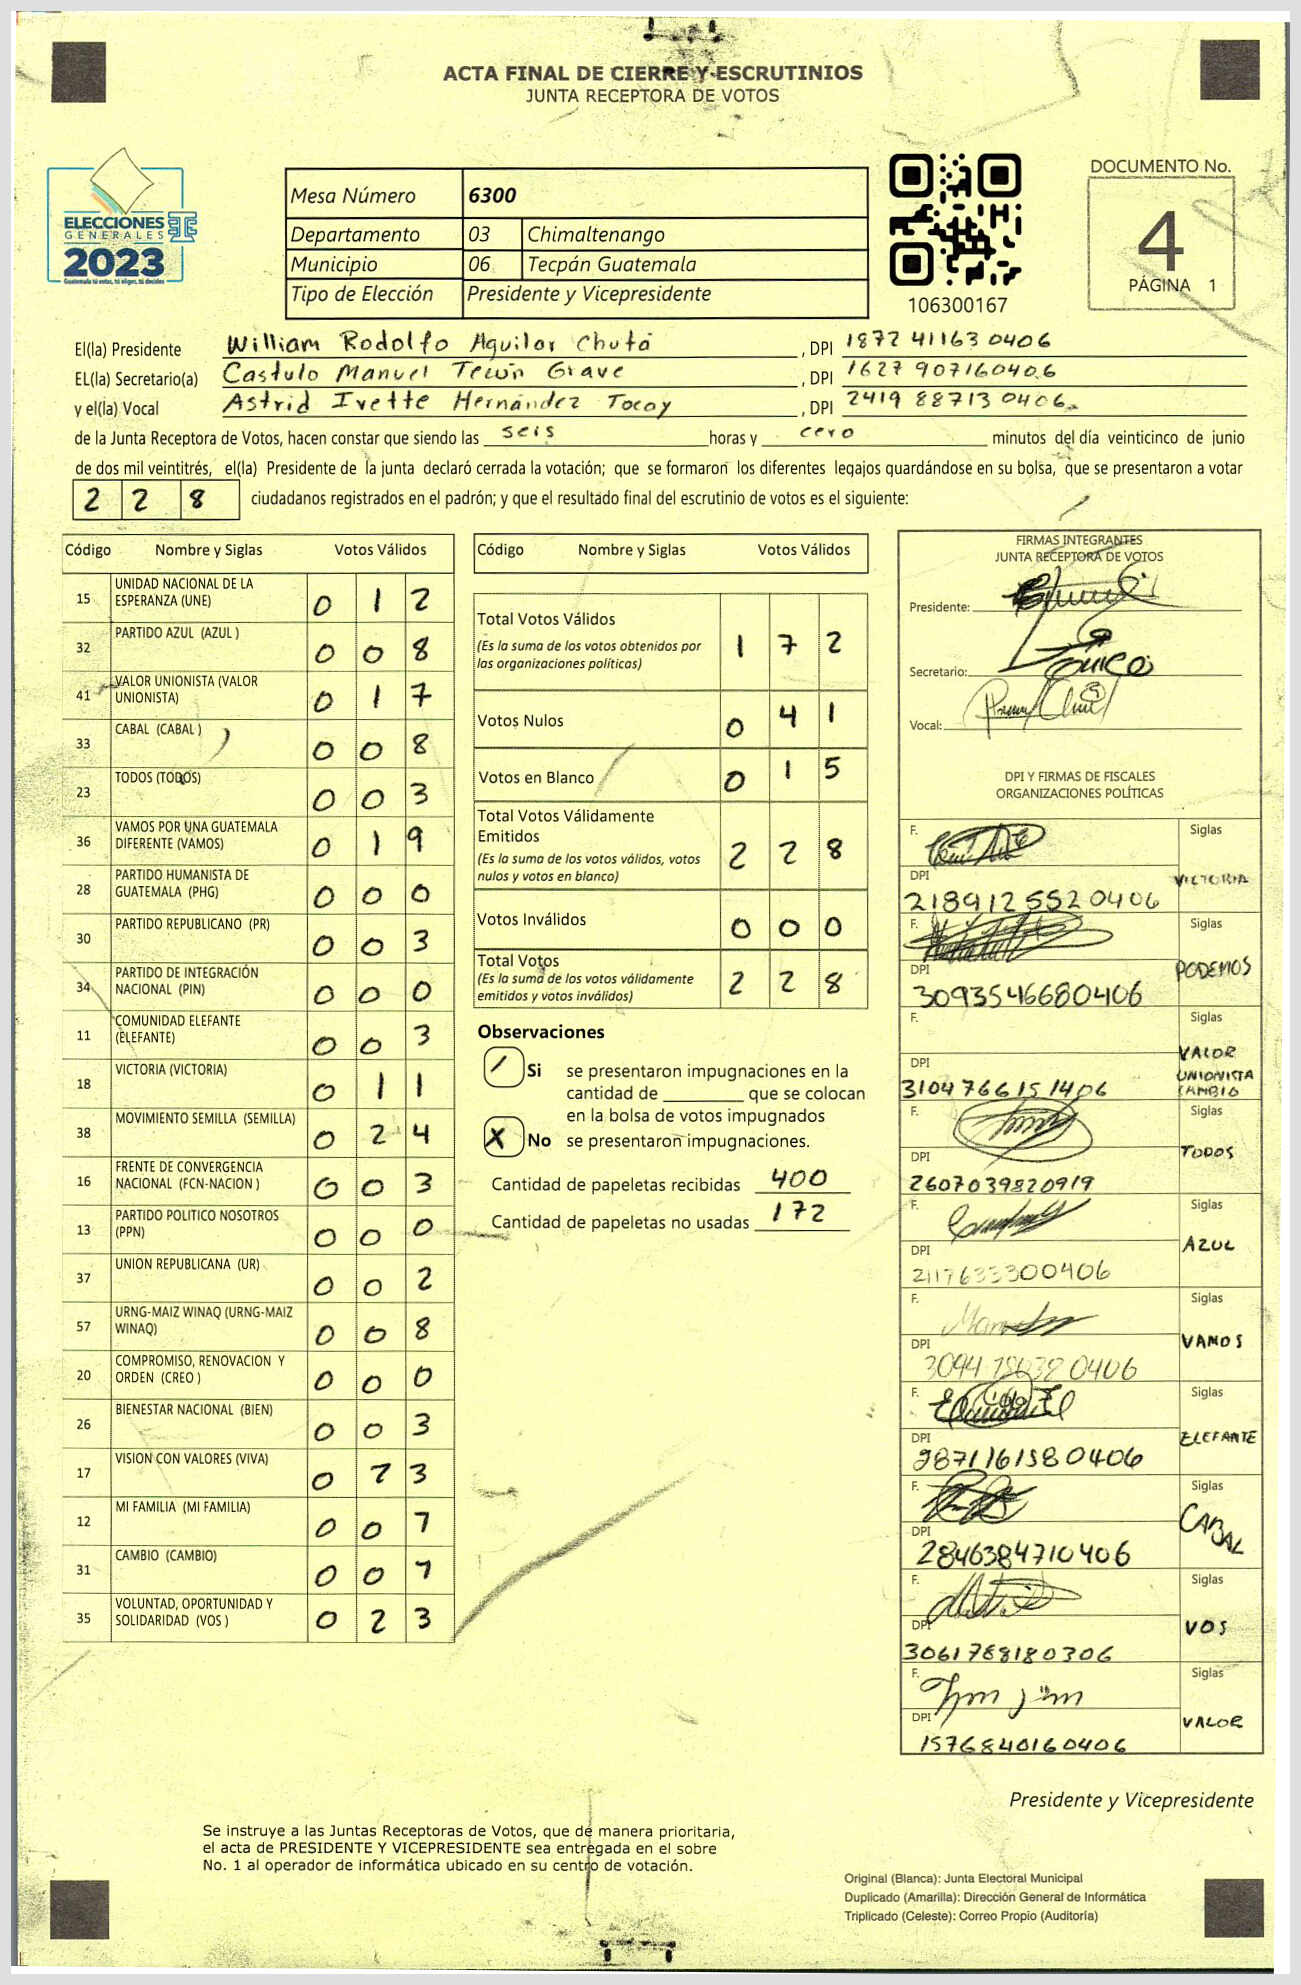 ACTA FINAL DE CIERRE Y ESCRUTINIOS
JUNTA RECEPTORA DE VOTOS
ELECCIONES
GENERALES
2023
Guatemala tú votas, tú eliges, tú decides
Mesa Número 6300
Departamento 03 Chimaltenango
Municipio 06 Tecpán Guatemala
Tipo de Elección Presidente y Vicepresidente
106300167
DOCUMENTO No.
4
PÁGINA 1
El(la) Presidente William Rodolfo Aguilar Chutá , DPI 1872 41163 0406
EL(la) Secretario(a) Castulo Manuel Tecún Grave , DPI 1627 90716 0406
y el(la) Vocal Astrid Ivette Hernández Tocoy , DPI 2419 88713 0406
de la Junta Receptora de Votos, hacen constar que siendo las seis horas y cero minutos del día veinticinco de junio
de dos mil veintitrés, el(la) Presidente de la junta declaró cerrada la votación; que se formaron los diferentes legajos guardándose en su bolsa, que se presentaron a votar
2 2 8 ciudadanos registrados en el padrón; y que el resultado final del escrutinio de votos es el siguiente:
Código Nombre y Siglas Votos Válidos
15 UNIDAD NACIONAL DE LA ESPERANZA (UNE) 0 1 2
32 PARTIDO AZUL (AZUL ) 0 0 8
41 VALOR UNIONISTA (VALOR UNIONISTA) 0 1 7
33 CABAL (CABAL ) 0 0 8
23 TODOS (TODOS) 0 0 3
36 VAMOS POR UNA GUATEMALA DIFERENTE (VAMOS) 0 1 9
28 PARTIDO HUMANISTA DE GUATEMALA (PHG) 0 0 0
30 PARTIDO REPUBLICANO (PR) 0 0 3
34 PARTIDO DE INTEGRACIÓN NACIONAL (PIN) 0 0 0
11 COMUNIDAD ELEFANTE (ELEFANTE) 0 0 3
18 VICTORIA (VICTORIA) 0 1 1
38 MOVIMIENTO SEMILLA (SEMILLA) 0 2 4
16 FRENTE DE CONVERGENCIA NACIONAL (FCN-NACION ) 0 0 3
13 PARTIDO POLITICO NOSOTROS (PPN) 0 0 0
37 UNION REPUBLICANA (UR) 0 0 2
57 URNG-MAIZ WINAQ (URNG-MAIZ WINAQ) 0 0 8
20 COMPROMISO, RENOVACION Y ORDEN (CREO ) 0 0 0
26 BIENESTAR NACIONAL (BIEN) 0 0 3
17 VISION CON VALORES (VIVA) 0 3
12 MI FAMILIA (MI FAMILIA) 0 0 7
31 CAMBIO (CAMBIO) 0 0 7
35 VOLUNTAD, OPORTUNIDAD Y SOLIDARIDAD (VOS ) 0 2 3
Código Nombre y Siglas Votos Válidos
Total Votos Válidos 1 7 2
(Es la suma de los votos obtenidos por
las organizaciones políticas)
Votos Nulos 0 4 1
Votos en Blanco 0 1 5
Total Votos Válidamente
Emitidos 2 2 8
(Es la suma de los votos válidos, votos
nulos y votos en blanco)
Votos Inválidos 0 0 0
Total Votos 2 2 8
(Es la suma de los votos válidamente
emitidos y votos inválidos)
Observaciones
Si se presentaron impugnaciones en la
cantidad de ________ que se colocan
en la bolsa de votos impugnados
X No se presentaron impugnaciones.
Cantidad de papeletas recibidas 400
Cantidad de papeletas no usadas 172
FIRMAS INTEGRANTES
JUNTA RECEPTORA DE VOTOS
Presidente:
Secretario:
Vocal:
DPI Y FIRMAS DE FISCALES
ORGANIZACIONES POLÍTICAS
F. Siglas
DPI VICTORIA
218912 5520406
F. Siglas
DPI PODEMOS
3093546680406
F. Siglas
DPI VALOR UNIONISTA CAMBIO
3104766151406
F. Siglas
DPI TODOS
2607039820919
F. Siglas
DPI AZUL
2117633300406
F. Siglas
DPI VAMOS
0406
F. Siglas
DPI ELEFANTE
2871161580406
F. Siglas
DPI CABAL
2846384710406
F. Siglas
DPI VOS
3061788180306
F. Siglas
DPI VALOR
1576840160406
Presidente y Vicepresidente
Se instruye a las Juntas Receptoras de Votos, que de manera prioritaria,
el acta de PRESIDENTE Y VICEPRESIDENTE sea entregada en el sobre
No. 1 al operador de informática ubicado en su centro de votación.
Original (Blanca): Junta Electoral Municipal
Duplicado (Amarilla): Dirección General de Informática
Triplicado (Celeste): Correo Propio (Auditoría)